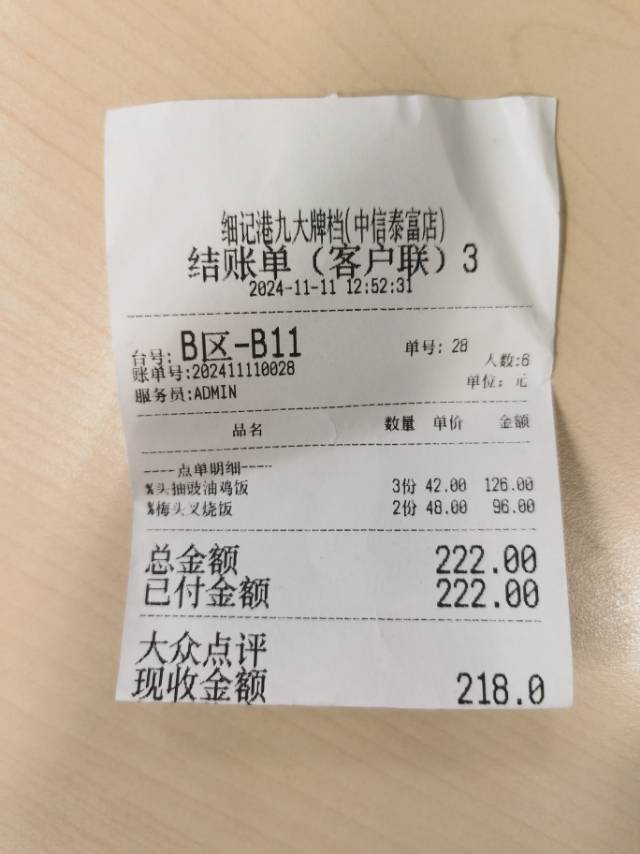 细记港九大牌档(中信泰富店)
结账单（客户联）3
2024-11-11 12:52:31
台号: B区-B11 单号: 28
账单号:202411110028 人数:6
服务员:ADMIN 单位: 元
品名 数量 单价 金额
----点单明细----
%头抽豉油鸡饭 3份 42.00 126.00
%梅头叉烧饭 2份 48.00 96.00
总金额 222.00
已付金额 222.00
大众点评
现收金额 218.0